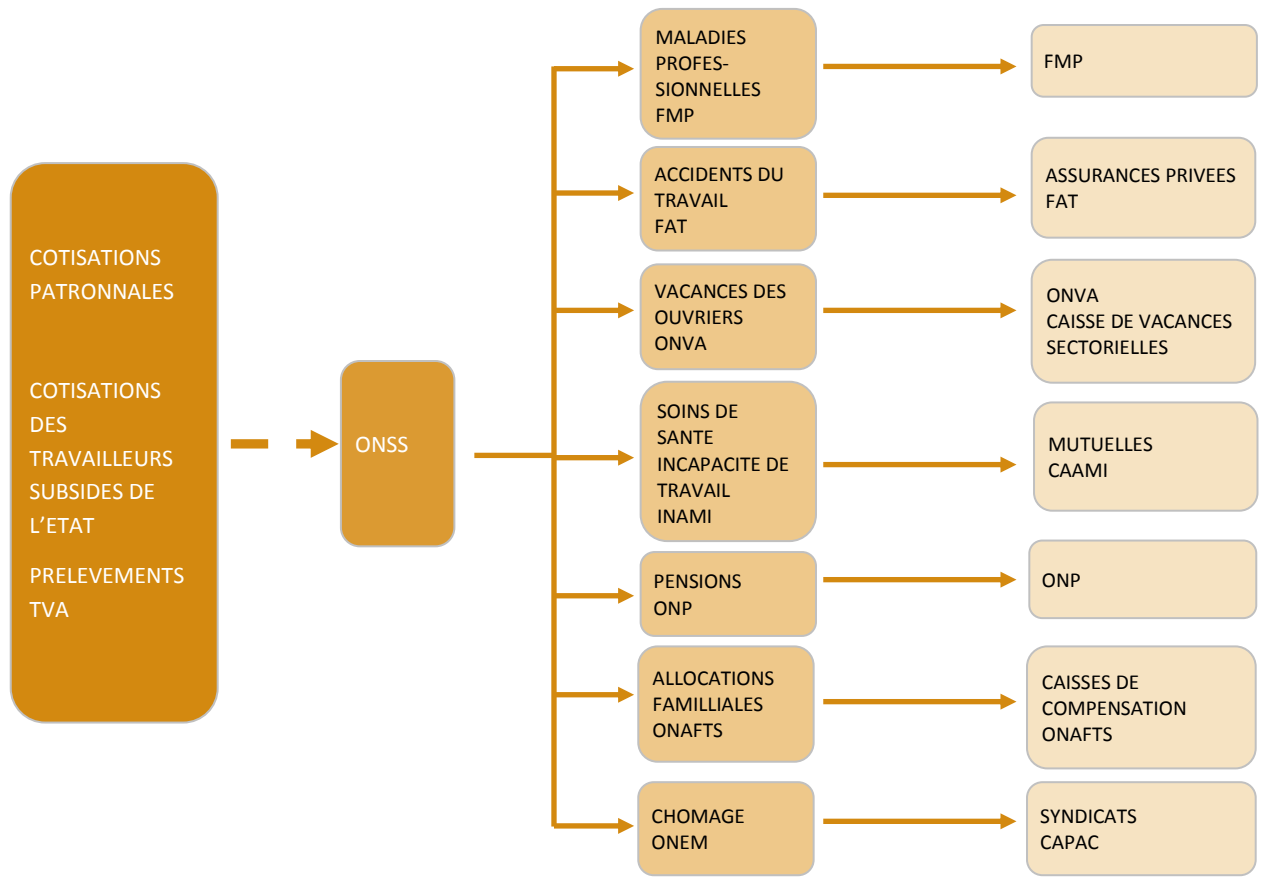 COTISATIONS
PATRONNALES
COTISATIONS
DES
TRAVAILLEURS
SUBSIDES DE
L’ETAT
PRELEVEMENTS
TVA
ONSS
MALADIES
PROFES-
SIONNELLES
FMP
FMP
ACCIDENTS DU
TRAVAIL
FAT
ASSURANCES PRIVEES
FAT
VACANCES DES
OUVRIERS
ONVA
ONVA
CAISSE DE VACANCES
SECTORIELLES
SOINS DE
SANTE
INCAPACITE DE
TRAVAIL
INAMI
MUTUELLES
CAAMI
PENSIONS
ONP
ONP
ALLOCATIONS
FAMILLIALES
ONAFTS
CAISSES DE
COMPENSATION
ONAFTS
CHOMAGE
ONEM
SYNDICATS
CAPAC